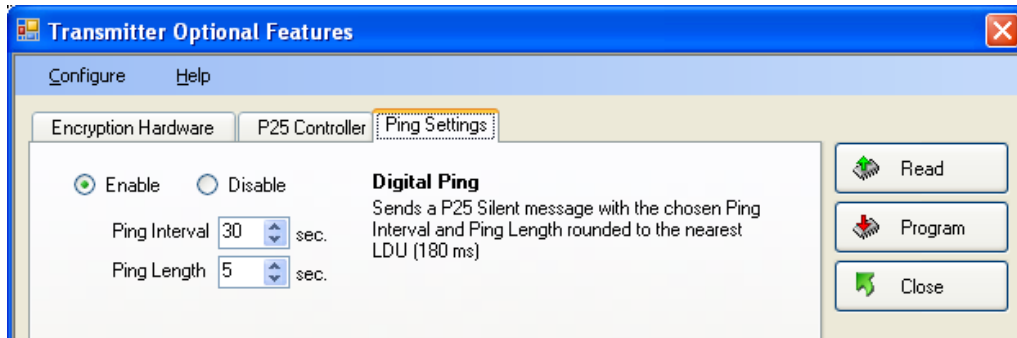 Transmitter Optional Features
Configure Help
Encryption Hardware P25 Controller Ping Settings
Enable Disable
Ping Interval 30 sec.
Ping Length 5 sec.
Digital Ping
Sends a P25 Silent message with the chosen Ping
Interval and Ping Length rounded to the nearest
LDU (180 ms)
Read
Program
Close